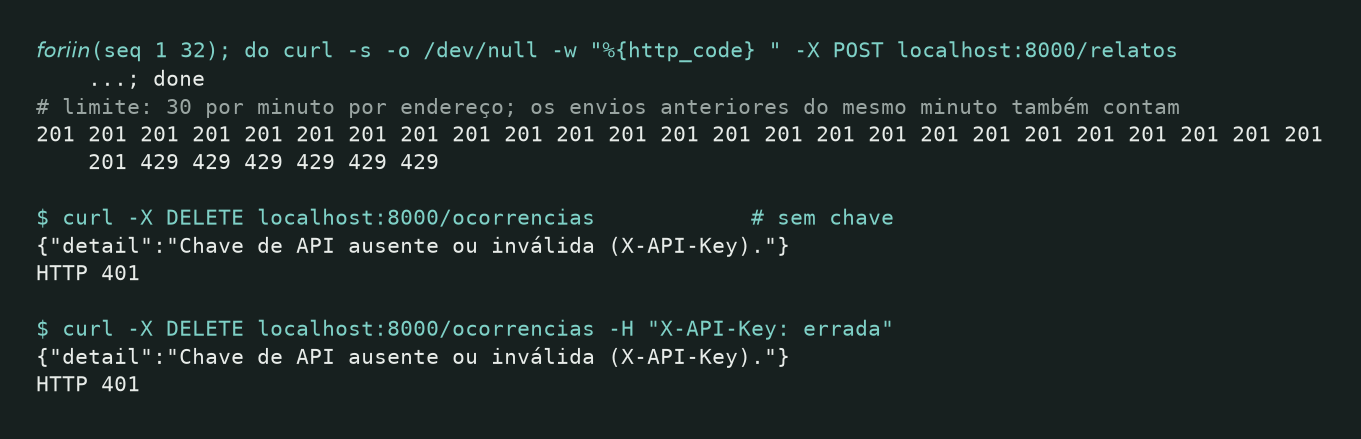 foriin(seq 1 32); do curl -s -o /dev/null -w "%{http_code} " -X POST localhost:8000/relatos
...; done
# limite: 30 por minuto por endereço; os envios anteriores do mesmo minuto também contam
201 201 201 201 201 201 201 201 201 201 201 201 201 201 201 201 201 201 201 201 201 201 201 201 201
201 429 429 429 429 429 429
$ curl -X DELETE localhost:8000/ocorrencias # sem chave
{"detail":"Chave de API ausente ou inválida (X-API-Key)."}
HTTP 401
$ curl -X DELETE localhost:8000/ocorrencias -H "X-API-Key: errada"
{"detail":"Chave de API ausente ou inválida (X-API-Key)."}
HTTP 401